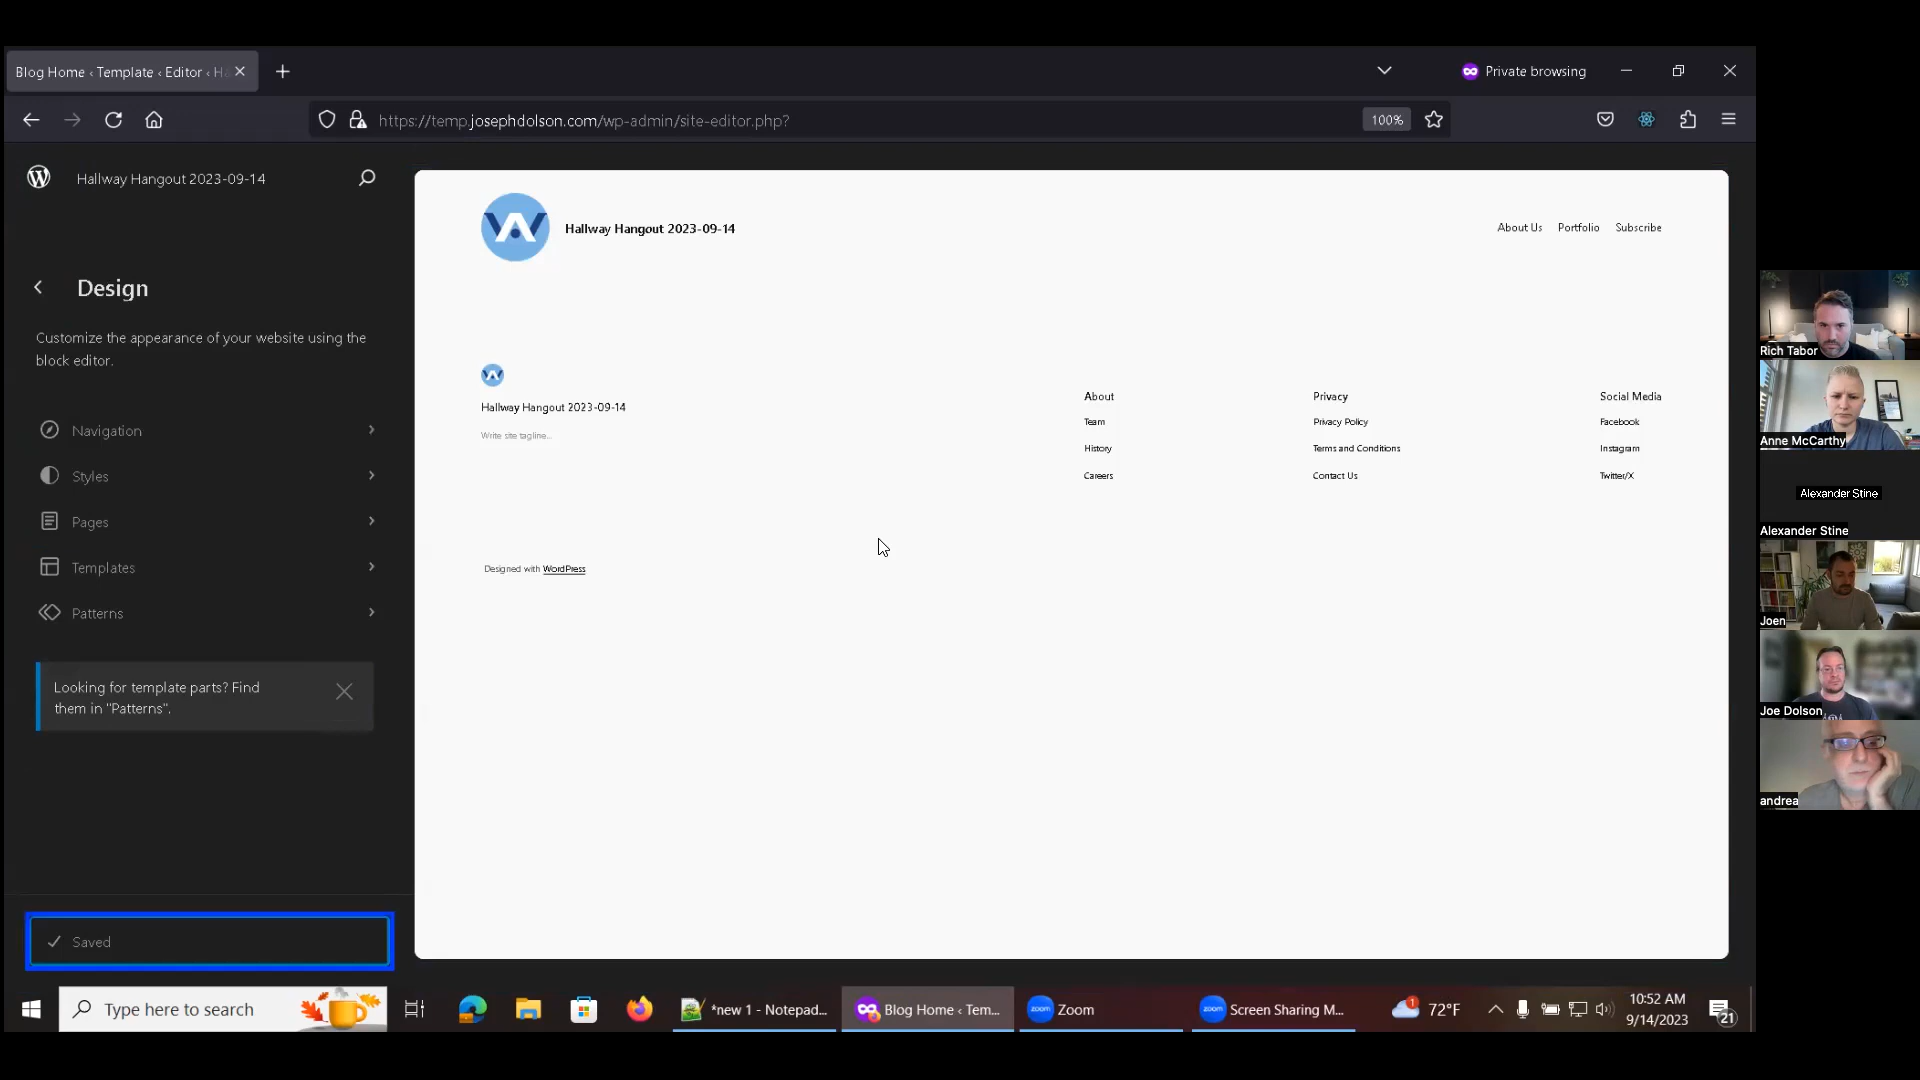 Blog Home ‹ Template ‹ Editor ‹ H
Private browsing
https://temp.josephdolson.com/wp-admin/site-editor.php?
100%
Hallway Hangout 2023-09-14
Design
Customize the appearance of your website using the
block editor.
Navigation
Styles
Pages
Templates
Patterns
Looking for template parts? Find
them in "Patterns".
Saved
Hallway Hangout 2023-09-14
About Us Portfolio Subscribe
Hallway Hangout 2023-09-14
Write site tagline...
About
Team
History
Careers
Privacy
Privacy Policy
Terms and Conditions
Contact Us
Social Media
Facebook
Instagram
Twitter/X
Designed with WordPress
Rich Tabor
Anne McCarthy
Alexander Stine
Alexander Stine
Joen
Joe Dolson
andrea
Type here to search
*new 1 - Notepad...
Blog Home ‹ Tem...
zoom
Zoom
zoom
Screen Sharing M...
1
72°F
10:52 AM
9/14/2023
21